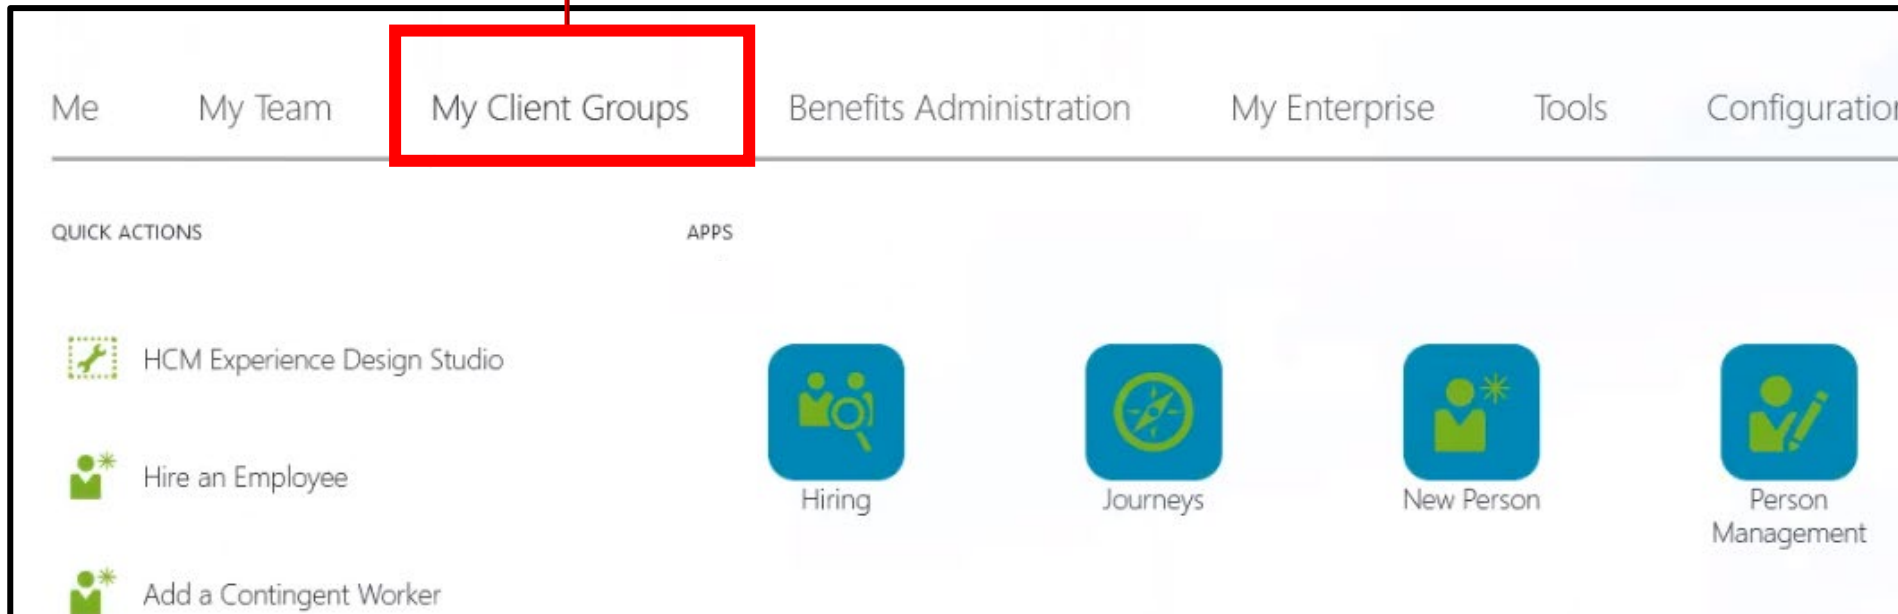 Me My Team My Client Groups Benefits Administration My Enterprise Tools Configuration
QUICK ACTIONS APPS
HCM Experience Design Studio
Hire an Employee
Hiring Journeys New Person Person
Management
Add a Contingent Worker